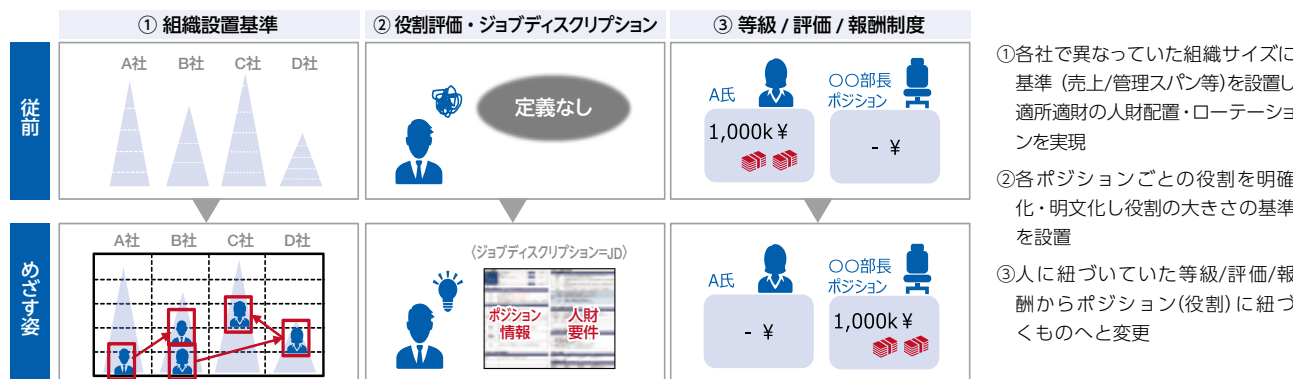 ① 組織設置基準
② 役割評価・ジョブディスクリプション
③ 等級 / 評価 / 報酬制度
従前
A社 B社 C社 D社
定義なし
A氏
〇〇部長
ポジション
1,000k¥
- ¥
めざす姿
A社 B社 C社 D社
〈ジョブディスクリプション=JD〉
ポジション
情報
人財
要件
A氏
〇〇部長
ポジション
- ¥
1,000k¥
①各社で異なっていた組織サイズに
基準 (売上/管理スパン等)を設置し
適所適財の人財配置・ローテーショ
ンを実現
②各ポジションごとの役割を明確
化・明文化し役割の大きさの基準
を設置
③人に紐づいていた等級/評価/報
酬からポジション(役割)に紐づ
くものへと変更